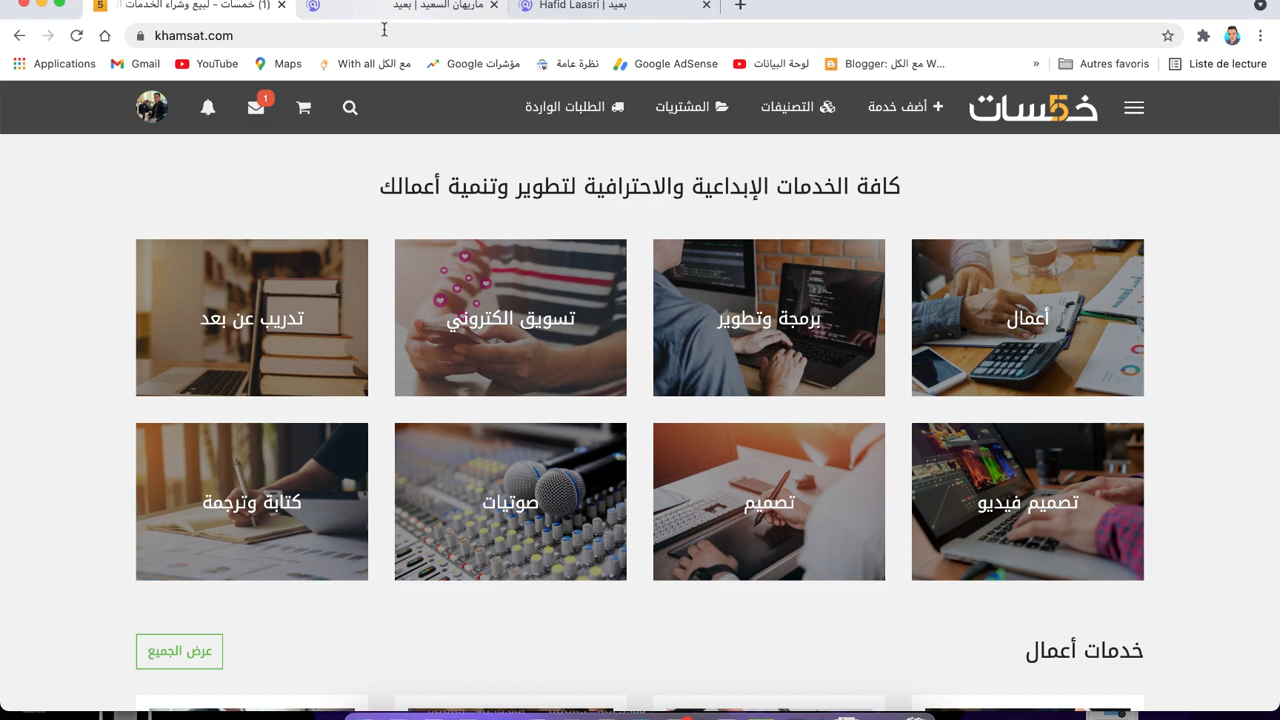 (1) خمسات - لبيع وشراء الخدمات ال
ماريهان السعيد | بعيد
بعيد | Hafid Laasri
khamsat.com
Applications
Gmail
YouTube
Maps
With all مع الكل
مؤشرات Google
نظرة عامة
Google AdSense
لوحة البيانات
Blogger: مع الكل W...
»
Autres favoris
Liste de lecture
خمسات
أضف خدمة
التصنيفات
المشتريات
الطلبات الواردة
1
كافة الخدمات الإبداعية والاحترافية لتطوير وتنمية أعمالك
أعمال
برمجة وتطوير
تسويق الكتروني
تدريب عن بعد
تصميم فيديو
تصميم
صوتيات
كتابة وترجمة
خدمات أعمال
عرض الجميع